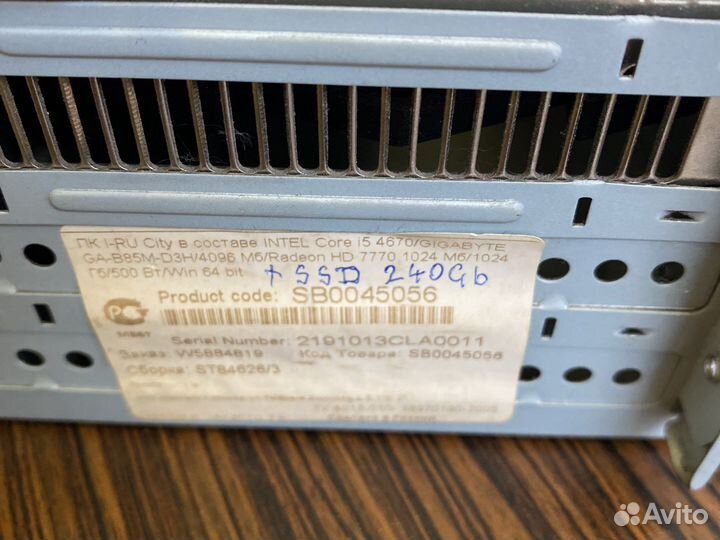 ПК I-RU City в составе INTEL Core i5 4670/GIGABYTE
GA-B85M-D3H/4096 Мб/Radeon HD 7770 1024 Мб/1024
Гб/500 Вт/Win 64 bit + SSD 240Gb
Product code: SB0045056
Serial Number: 2191013CLA0011
Заказ: W5884819 Код Товара: SB0045056
Сборка: ST84626/3
Avito